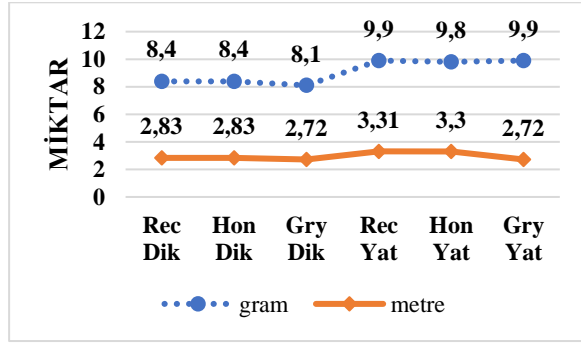 MİKTAR
12
10
8
6
4
2
0
8,4 8,4 8,1 9,9 9,8 9,9
2,83 2,83 2,72 3,31 3,3 2,72
Rec Hon Gry Rec Hon Gry
Dik Dik Dik Yat Yat Yat
gram metre